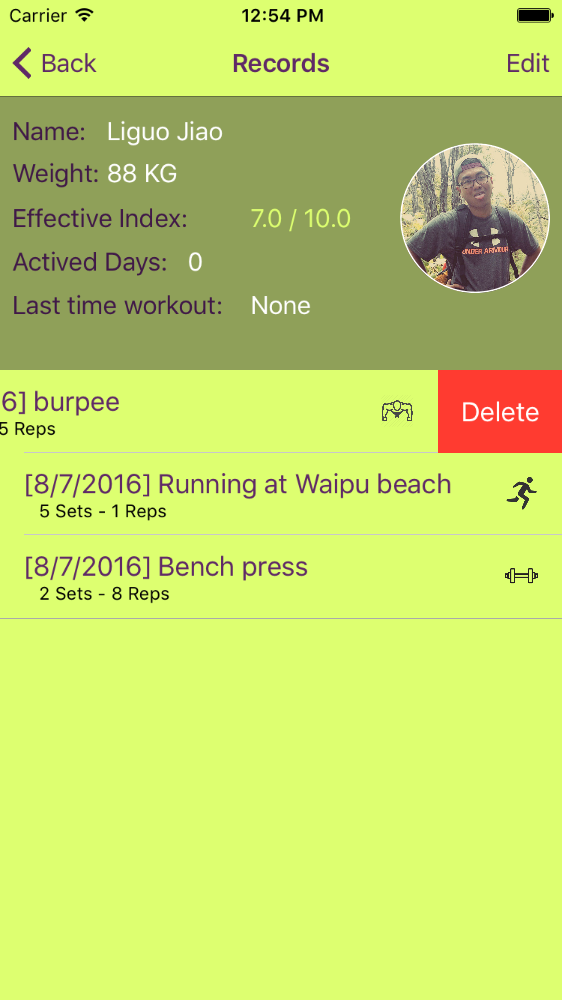 Carrier 12:54 PM
Back Records Edit
Name: Liguo Jiao
Weight: 88 KG
Effective Index: 7.0 / 10.0
Actived Days: 0
Last time workout: None
UNDER ARMOUR
6] burpee
5 Reps
Delete
[8/7/2016] Running at Waipu beach
5 Sets - 1 Reps
[8/7/2016] Bench press
2 Sets - 8 Reps